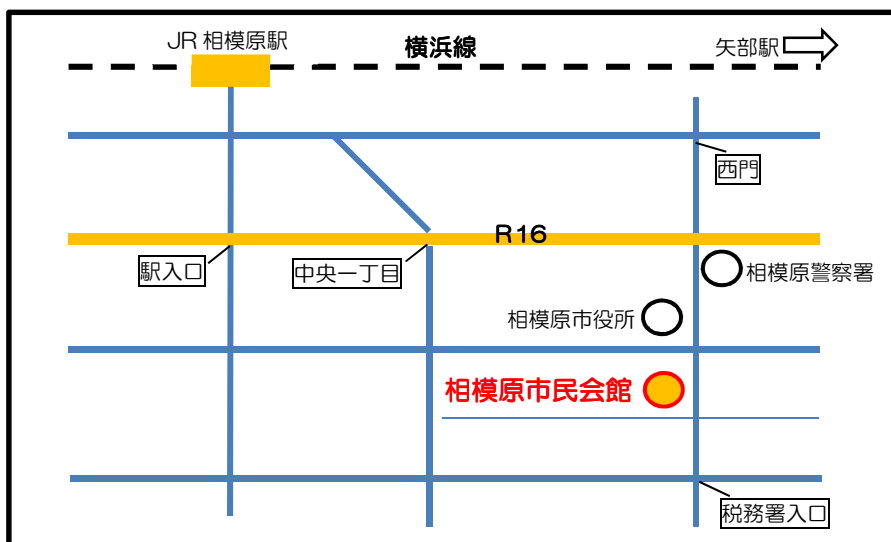 JR 相模原駅
横浜線
矢部駅
西門
R16
駅入口
中央一丁目
相模原警察署
相模原市役所
相模原市民会館
税務署入口